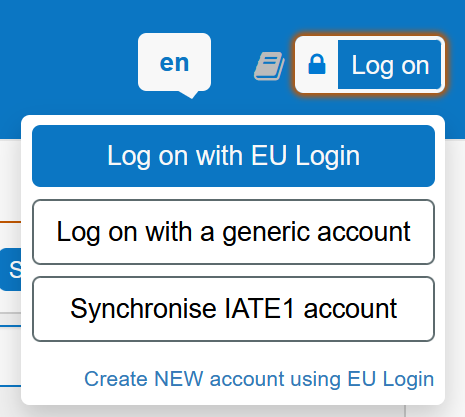 en
Log on
Log on with EU Login
Log on with a generic account
S
Synchronise IATE1 account
Create NEW account using EU Login